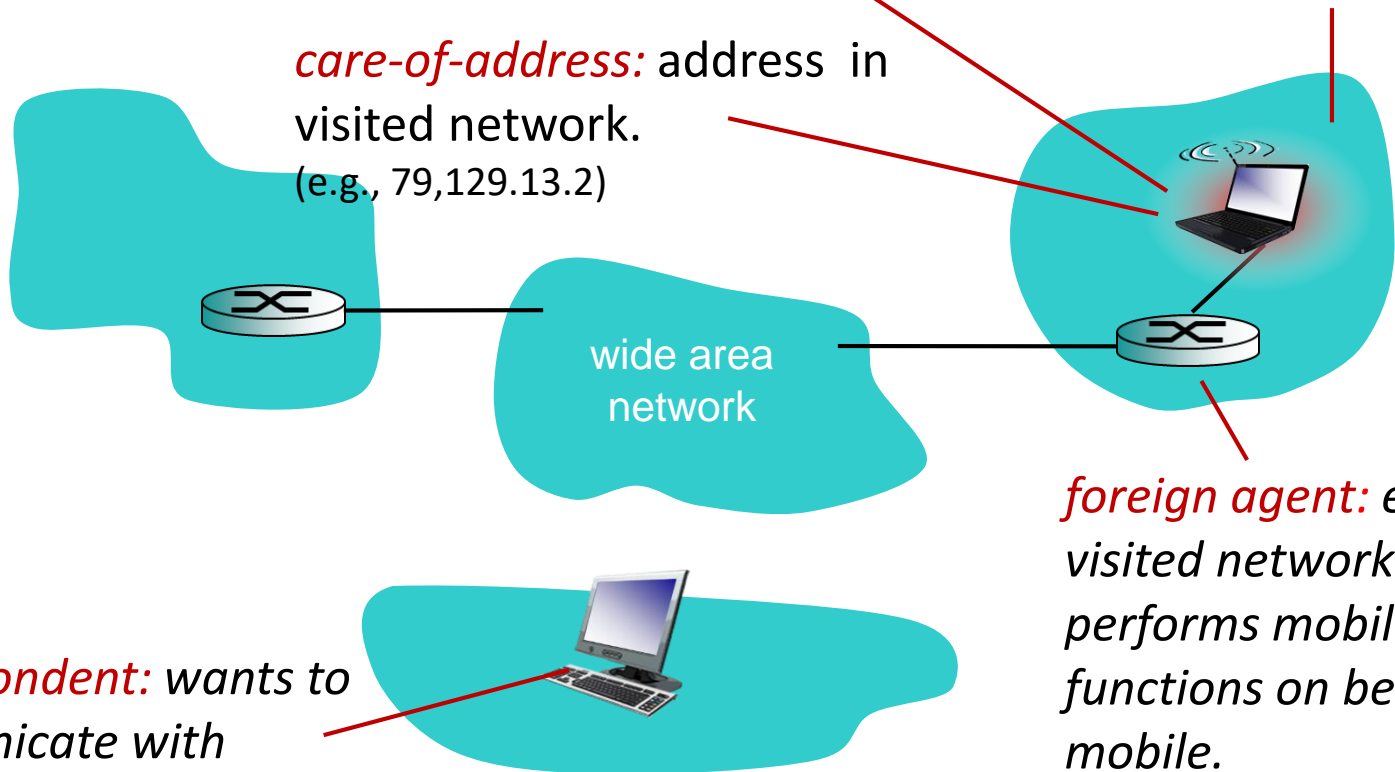 care-of-address: address in
visited network.
(e.g., 79,129.13.2)
wide area
network
foreign agent:
visited network
performs mobil
functions on be
mobile.
ondent: wants to
nicate with